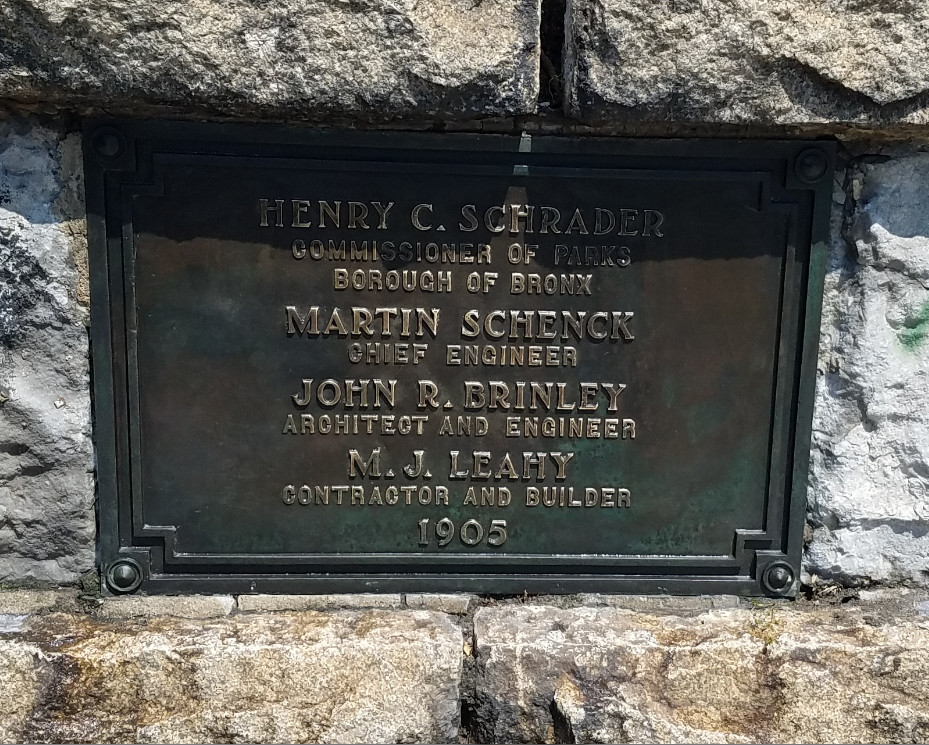 HENRY C. SCHRADER
COMMISSIONER OF PARKS
BOROUGH OF BRONX
MARTIN SCHENCK
CHIEF ENGINEER
JOHN R. BRINLEY
ARCHITECT AND ENGINEER
M. J. LEAHY
CONTRACTOR AND BUILDER
1905